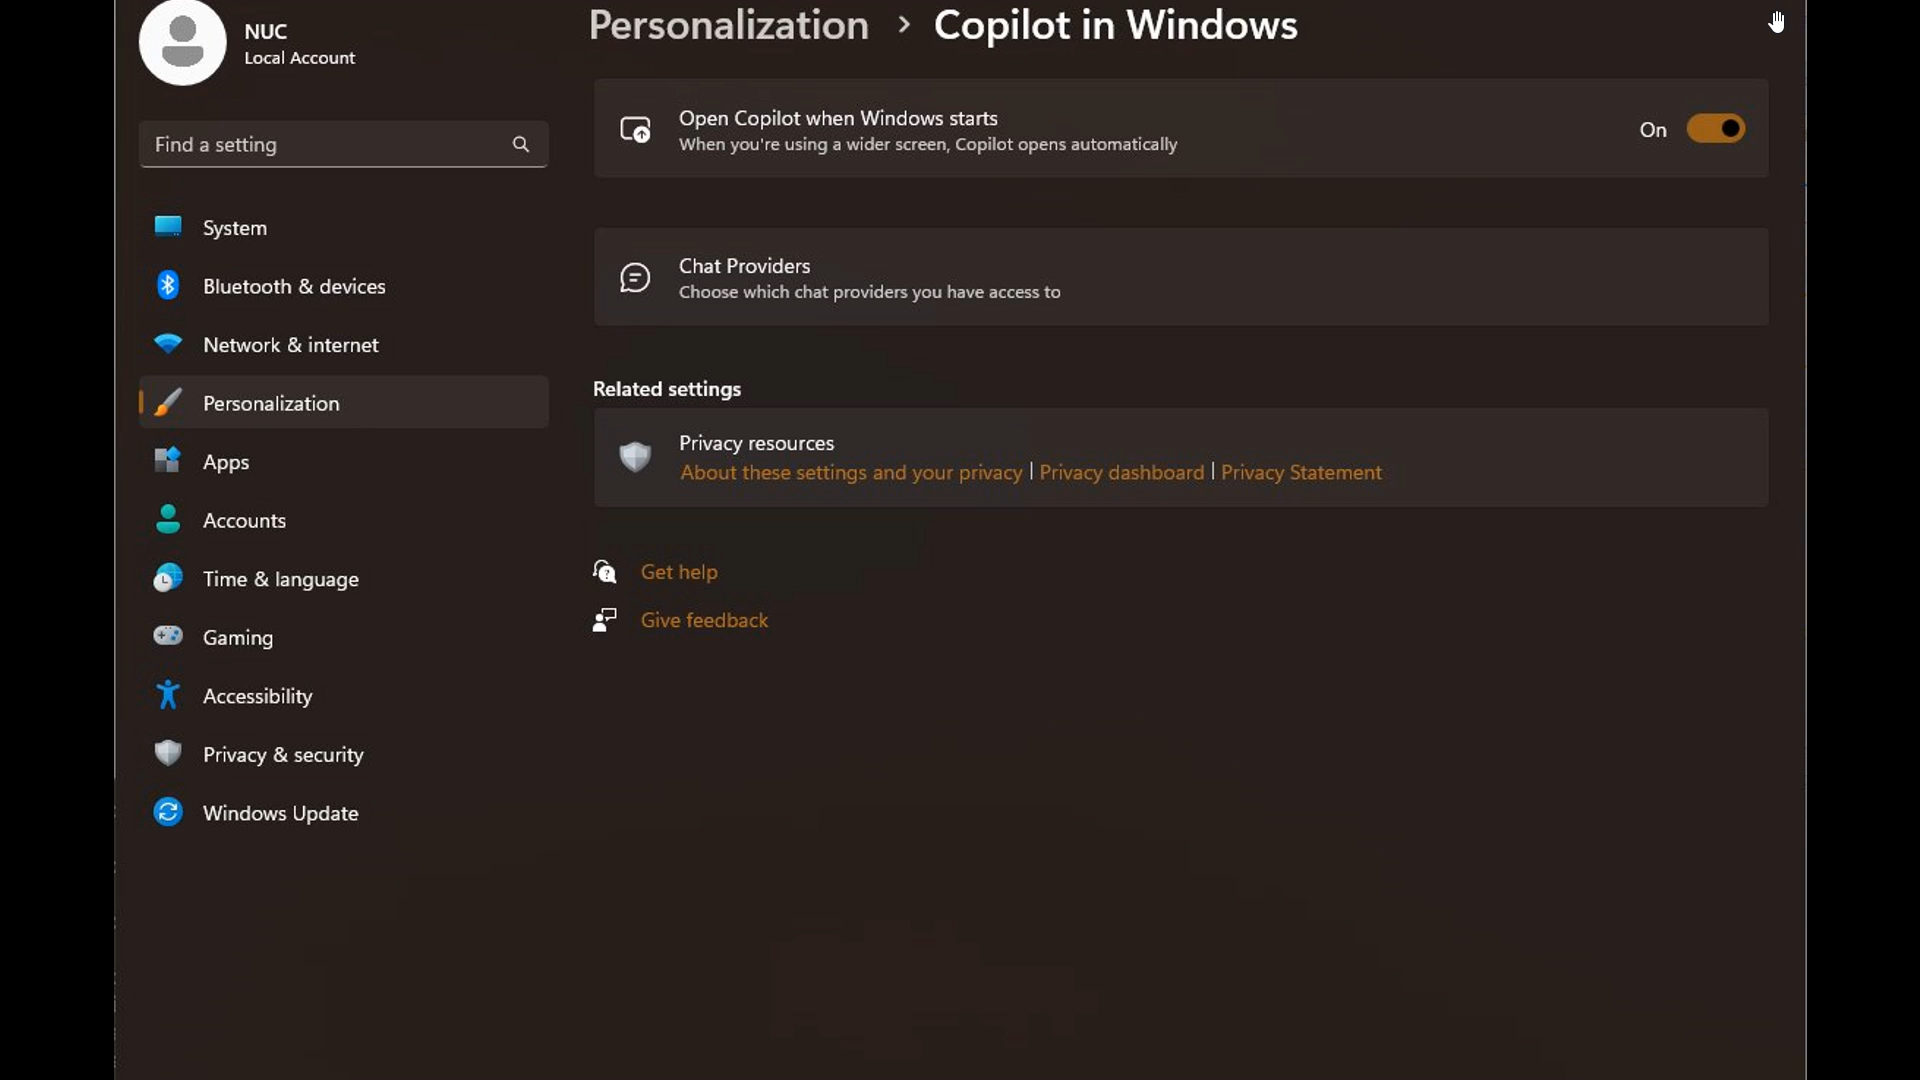 NUC
Local Account
Find a setting
System
Bluetooth & devices
Network & internet
Personalization
Apps
Accounts
Time & language
Gaming
Accessibility
Privacy & security
Windows Update
Personalization > Copilot in Windows
Open Copilot when Windows starts
When you're using a wider screen, Copilot opens automatically
On
Chat Providers
Choose which chat providers you have access to
Related settings
Privacy resources
About these settings and your privacy | Privacy dashboard | Privacy Statement
Get help
Give feedback